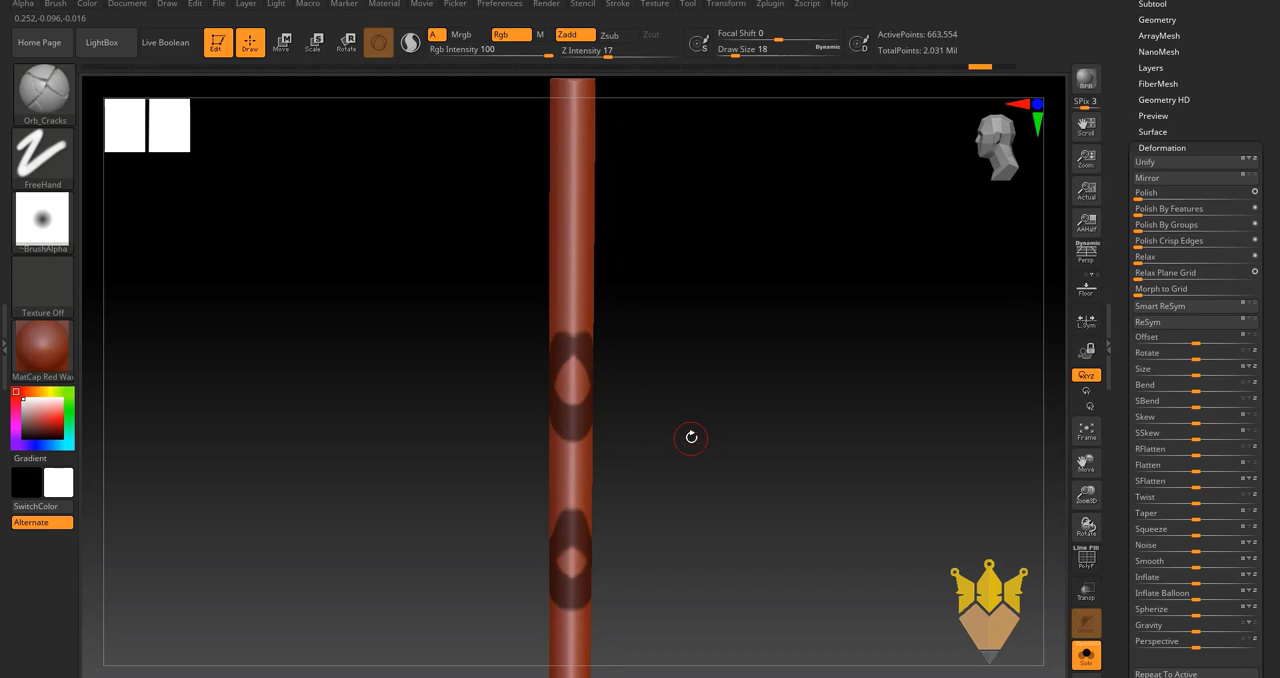 Alpha Brush Color Document Draw Edit File Layer Light Macro Marker Material Movie Picker Preferences Render Stencil Stroke Texture Tool Transform Zplugin Zscript Help
0.252,-0.096,-0.016
Home Page
LightBox
Live Boolean
Edit
Draw
Move
Scale
Rotate
A
Mrgb
Rgb
M
Rgb Intensity 100
Zadd
Zsub
Zcut
Z Intensity 17
S
Focal Shift 0
Draw Size 18
Dynamic
D
ActivePoints: 663,554
TotalPoints: 2.031 Mil
Orb_Cracks
FreeHand
~BrushAlpha
Texture Off
MatCap Red Wax
Gradient
SwitchColor
Alternate
BPR
SPix 3
Scroll
Zoom
Actual
AAHalf
Dynamic
Persp
Floor
L.Sym
XYZ
Frame
Move
Zoom3D
Rotate
Line Fill
PolyF
Transp
Solo
Subtool
Geometry
ArrayMesh
NanoMesh
Layers
FiberMesh
Geometry HD
Preview
Surface
Deformation
Unify
Mirror
Polish
Polish By Features
Polish By Groups
Polish Crisp Edges
Relax
Relax Plane Grid
Morph to Grid
Smart ReSym
ReSym
Offset
Rotate
Size
Bend
SBend
Skew
SSkew
RFlatten
Flatten
SFlatten
Twist
Taper
Squeeze
Noise
Smooth
Inflate
Inflate Balloon
Spherize
Gravity
Perspective
Repeat To Active